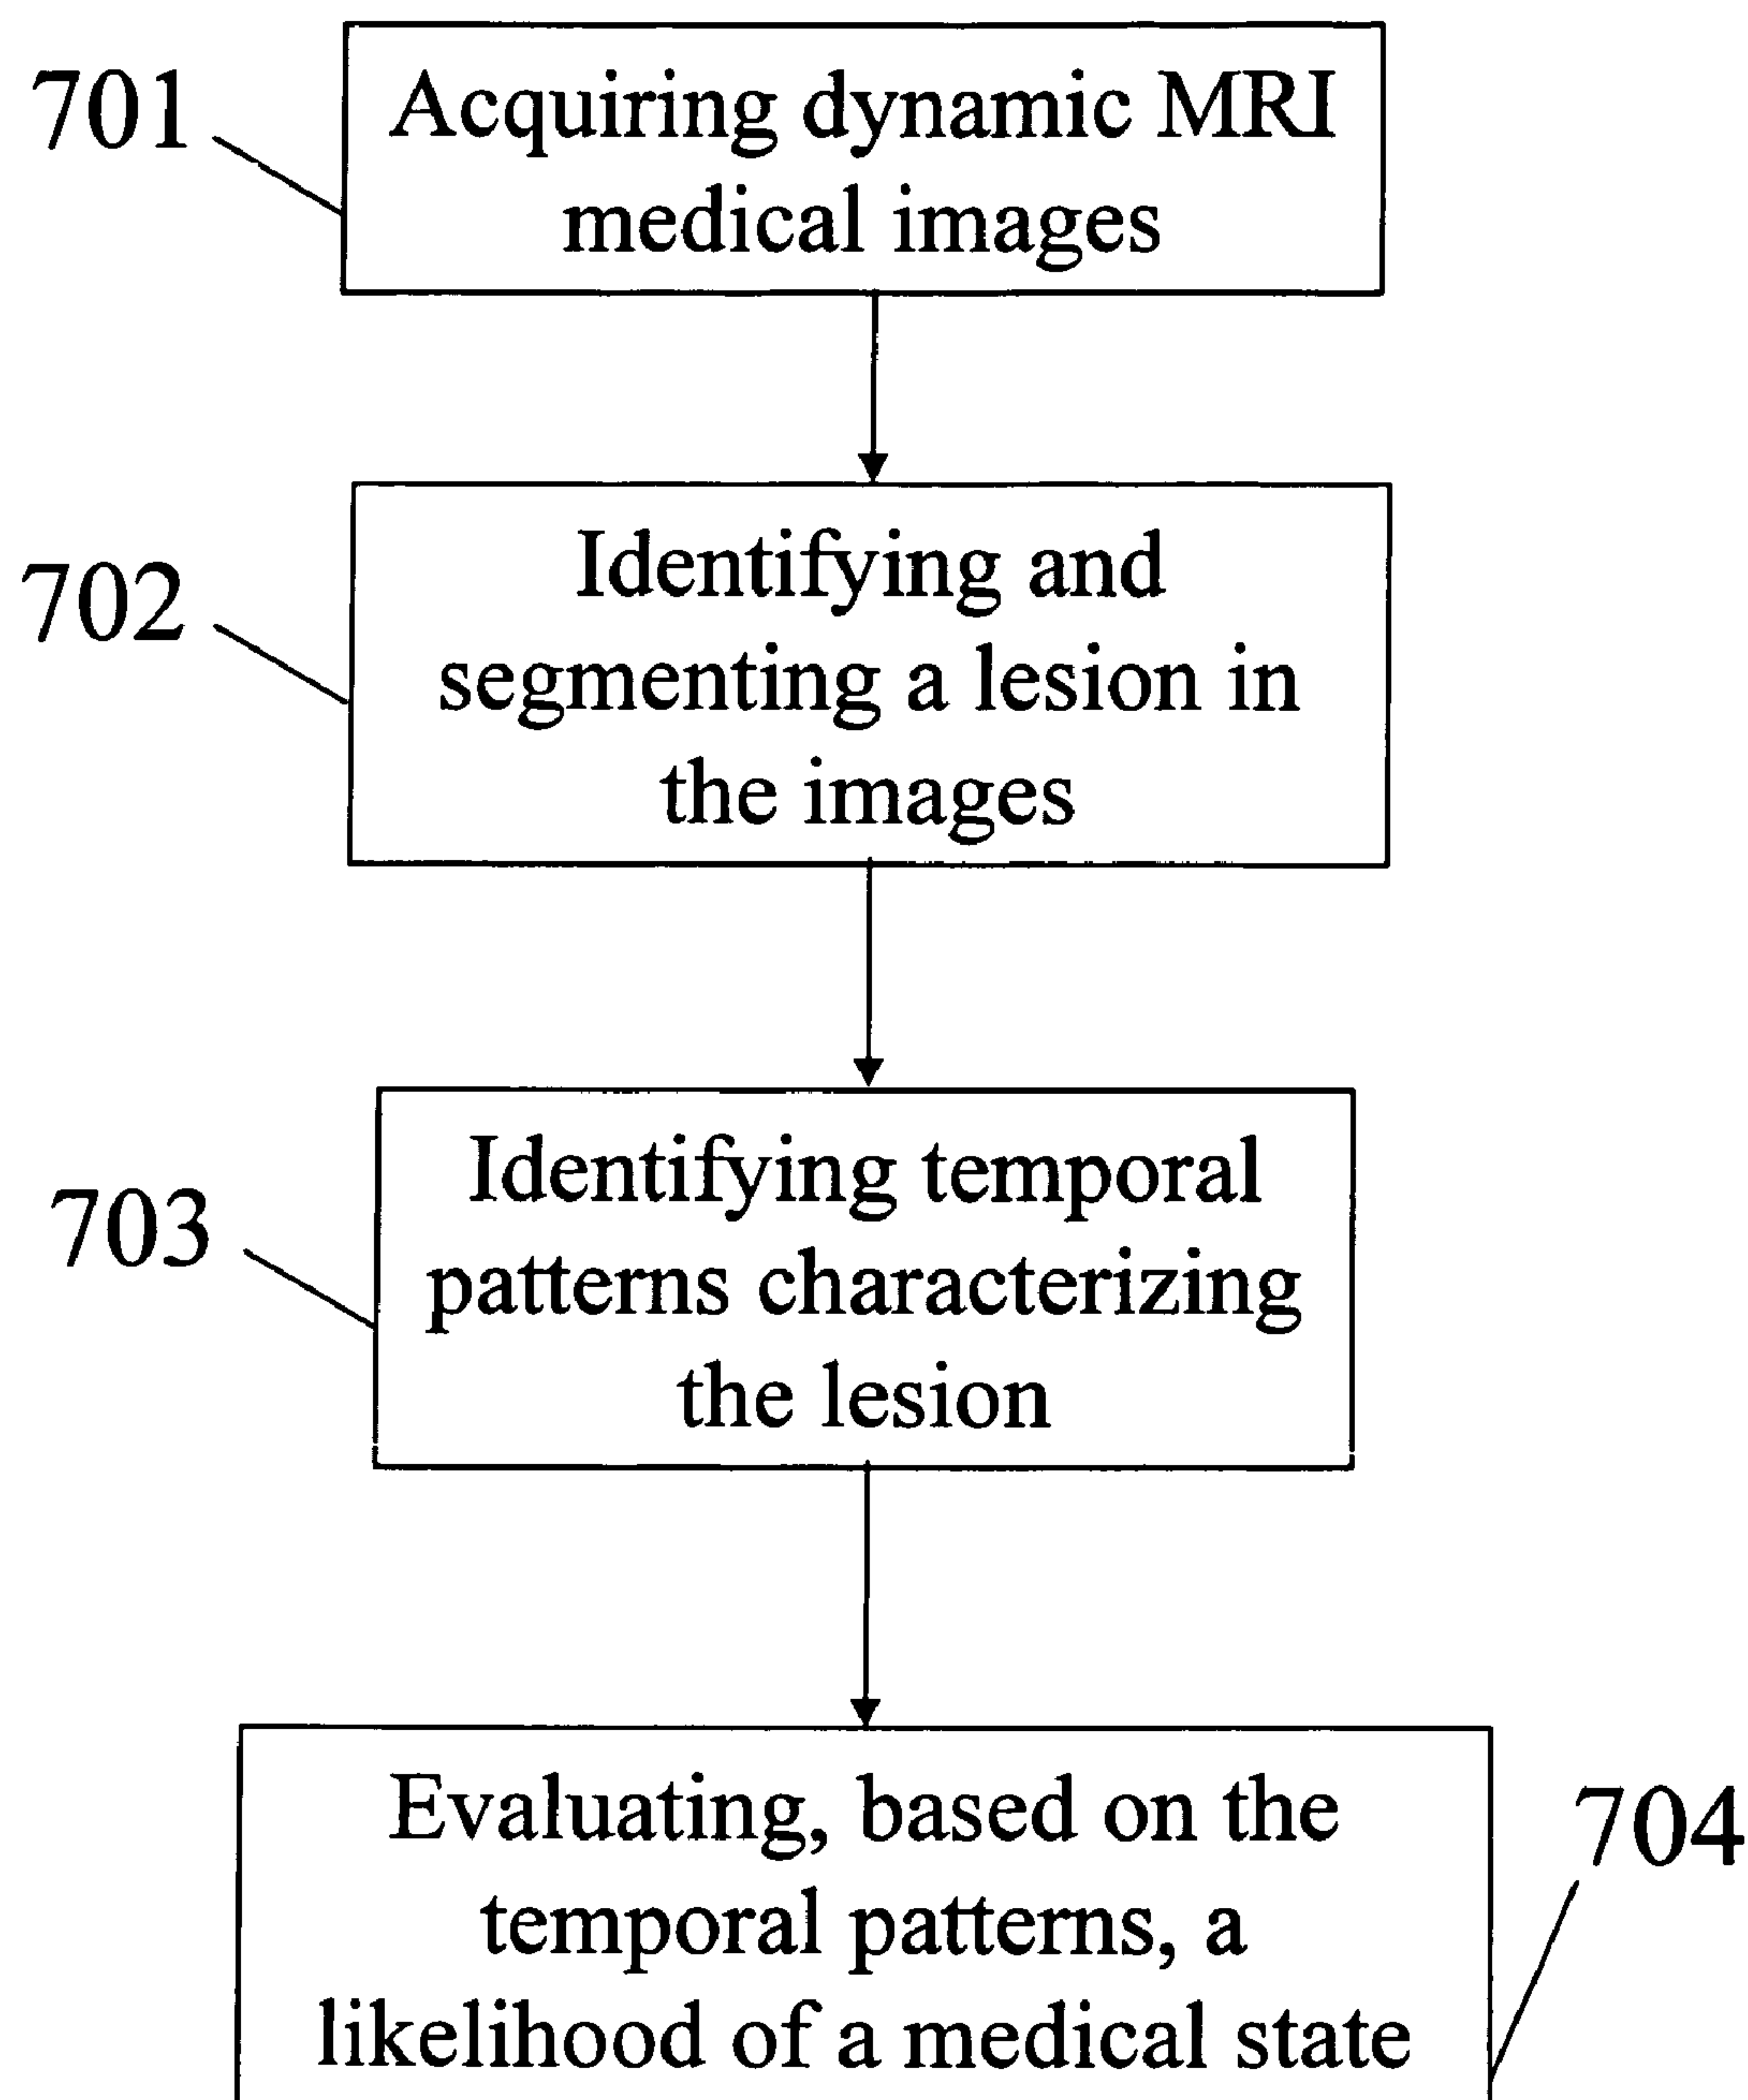 701
Acquiring dynamic MRI
medical images
702
Identifying and
segmenting a lesion in
the images
703
Identifying temporal
patterns characterizing
the lesion
Evaluating, based on the
temporal patterns, a
likelihood of a medical state
704